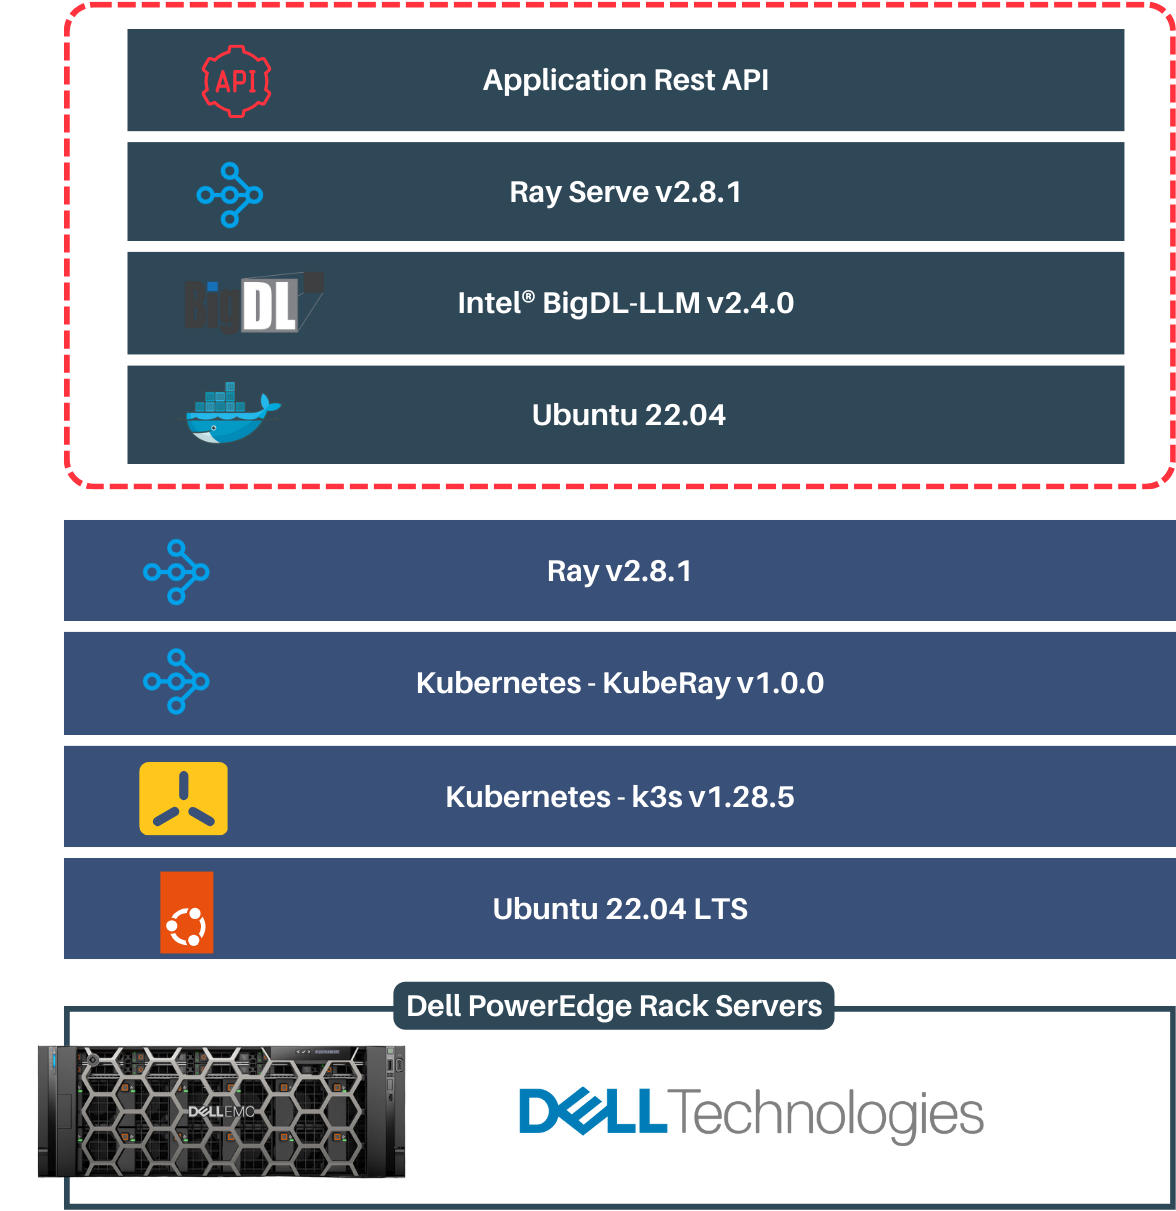 API
Application Rest API
Ray Serve v2.8.1
BigDL
Intel® BigDL-LLM v2.4.0
Ubuntu 22.04
Ray v2.8.1
Kubernetes - KubeRay v1.0.0
Kubernetes - k3s v1.28.5
Ubuntu 22.04 LTS
Dell PowerEdge Rack Servers
DELLEMC
DELL Technologies